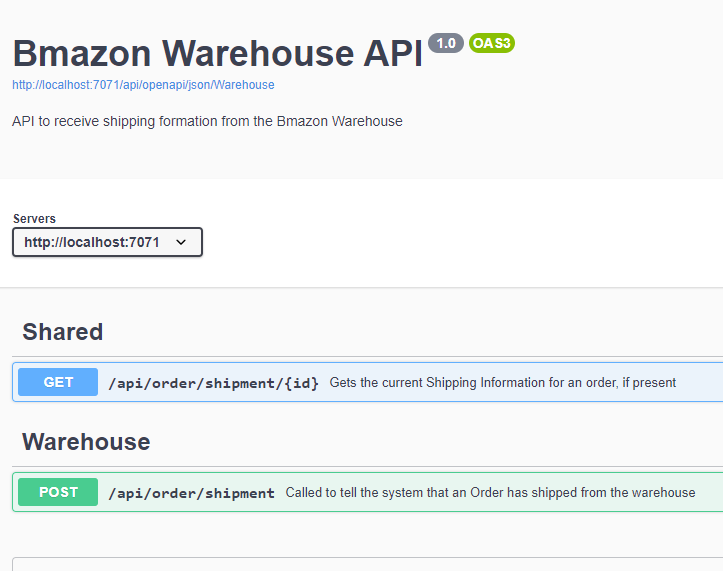 Bmazon Warehouse API 1.0 OAS3
http://localhost:7071/api/openapi/json/Warehouse
API to receive shipping formation from the Bmazon Warehouse
Servers
http://localhost:7071
Shared
GET /api/order/shipment/{id} Gets the current Shipping Information for an order, if present
Warehouse
POST /api/order/shipment Called to tell the system that an Order has shipped from the warehouse